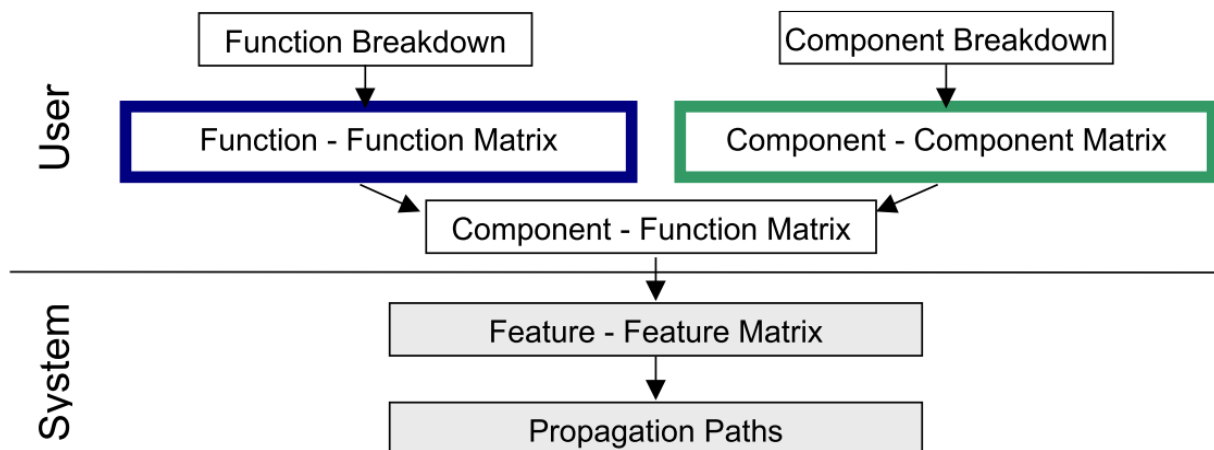 Function Breakdown
Component Breakdown
User
Function - Function Matrix
Component - Component Matrix
Component - Function Matrix
System
Feature - Feature Matrix
Propagation Paths